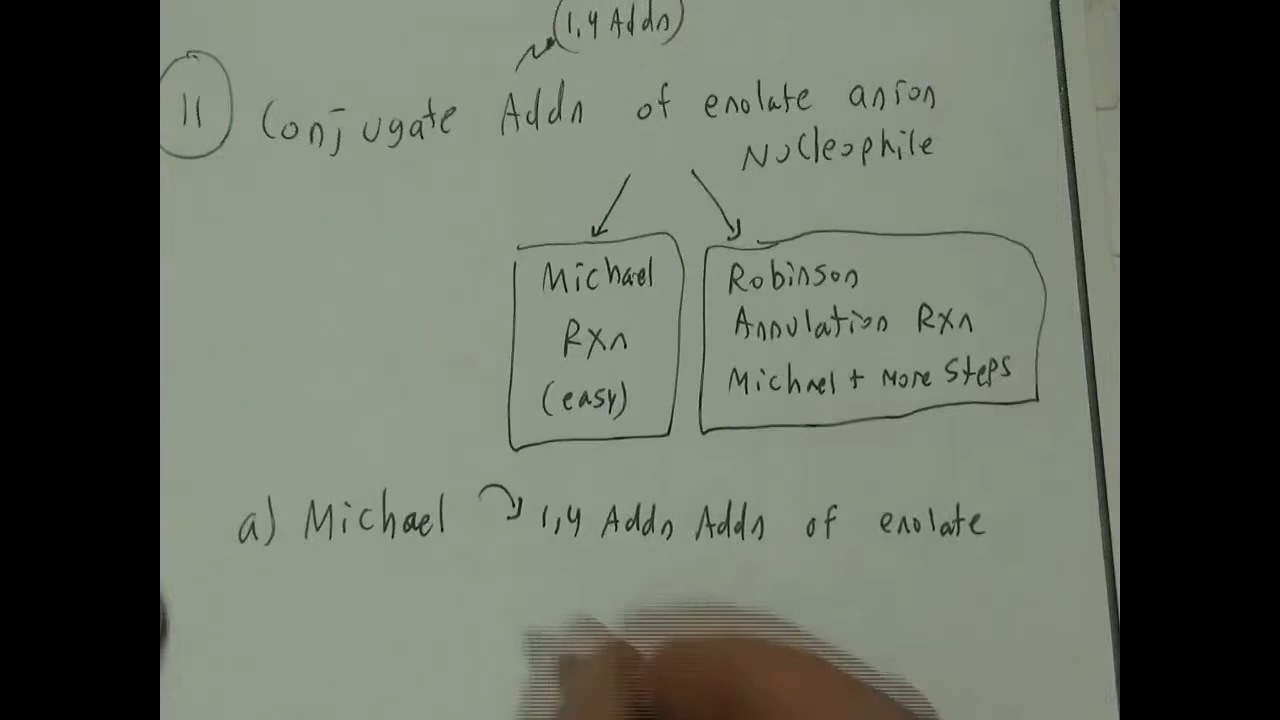 (1,4 Addn)
11 Conjugate Addn of enolate anion
Nucleophile
Michael
Rxn
(easy)
Robinson
Annulation Rxn
Michael + More Steps
a) Michael 1,4 Addn Addn of enolate